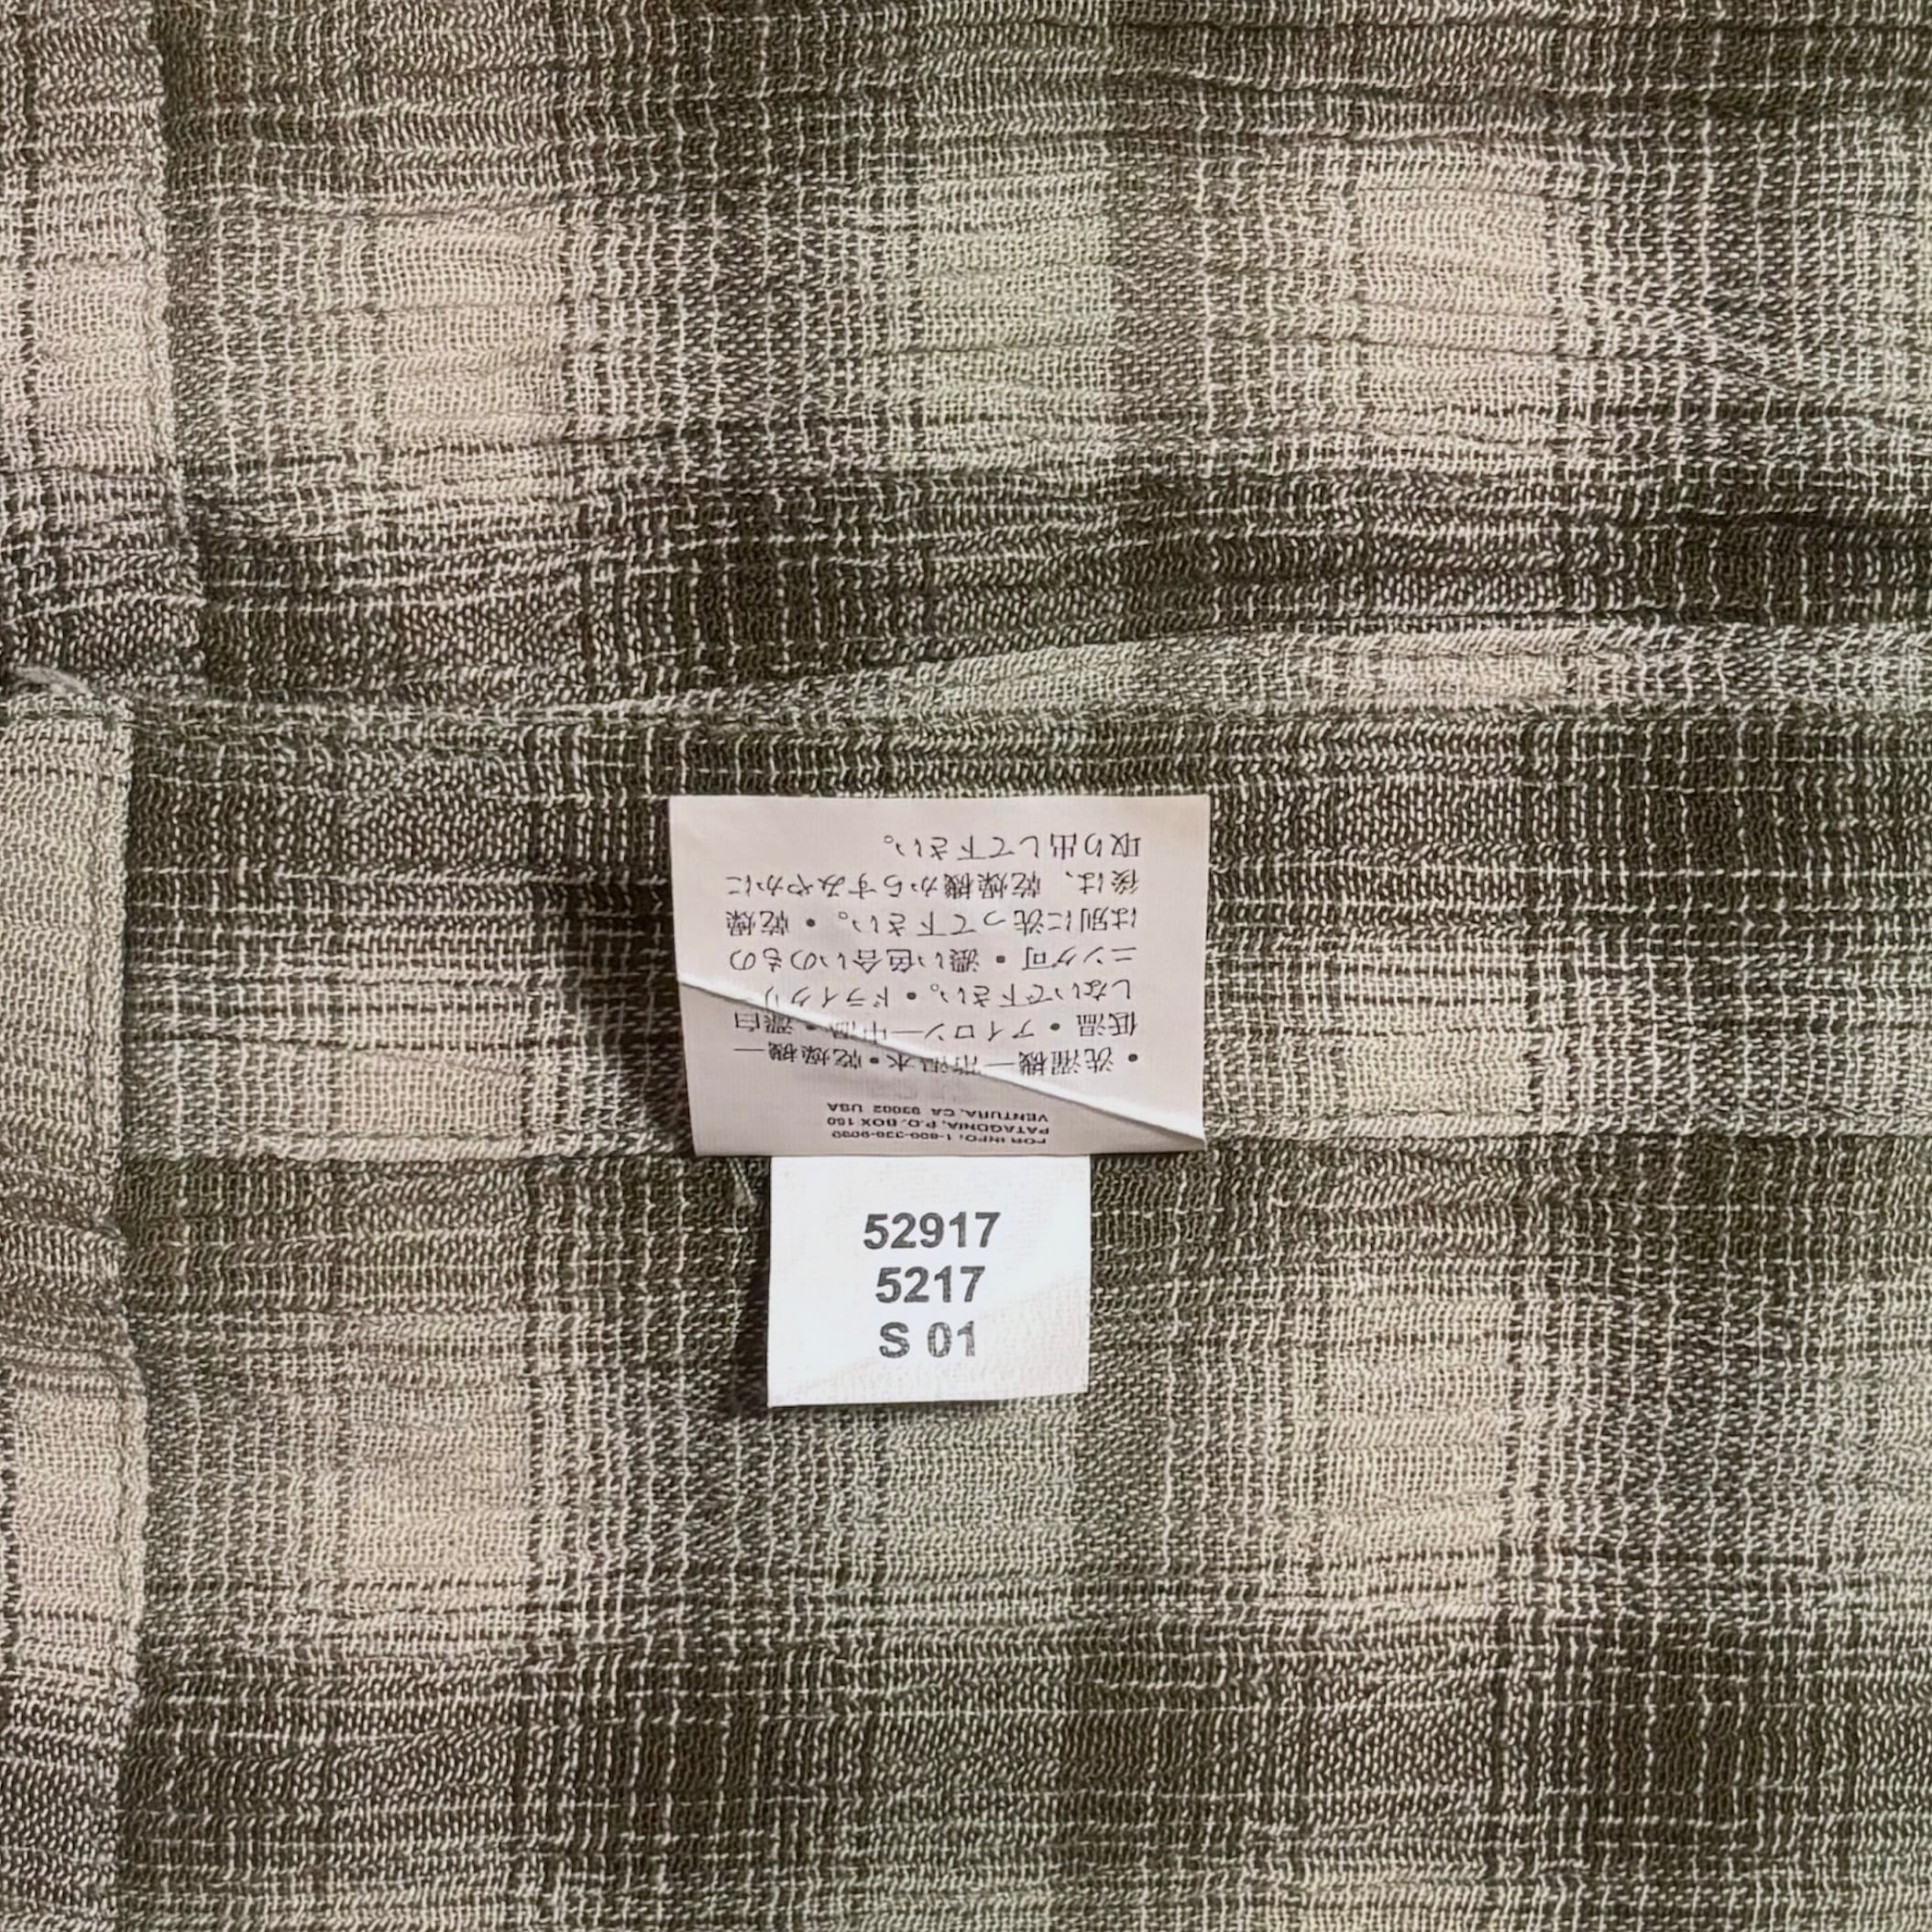 FOR INFO: 1-800-336-9090
PATAGONIA, P.O. BOX 150
VENTURA, CA 93002 USA
•洗濯機—常温水•乾燥機—
低温•アイロン—中温•漂白
しないで下さい。•ドライクリ
ニング可•濃い色合いのもの
は別に洗って下さい。•乾燥
後は、乾燥機からすみやかに
取り出して下さい。
52917
5217
S 01